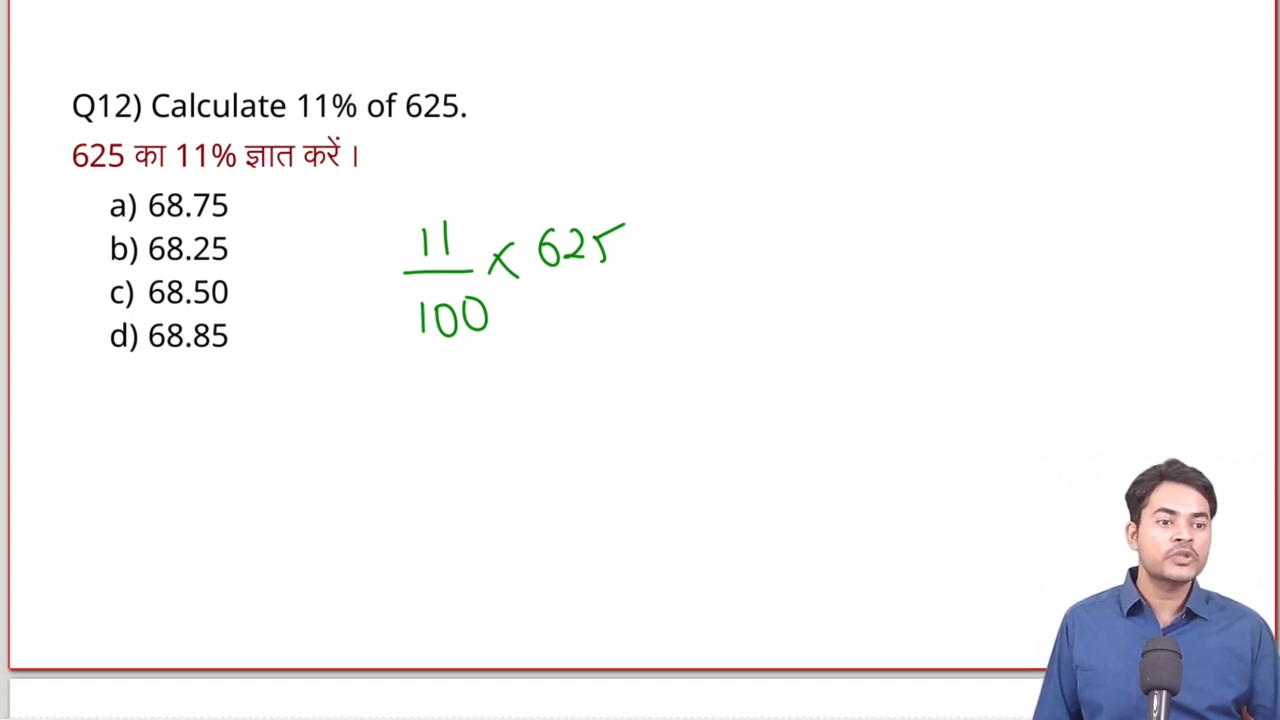 Q12) Calculate 11% of 625.
625 का 11% ज्ञात करें ।
a) 68.75
b) 68.25
c) 68.50
d) 68.85
11/100 × 625